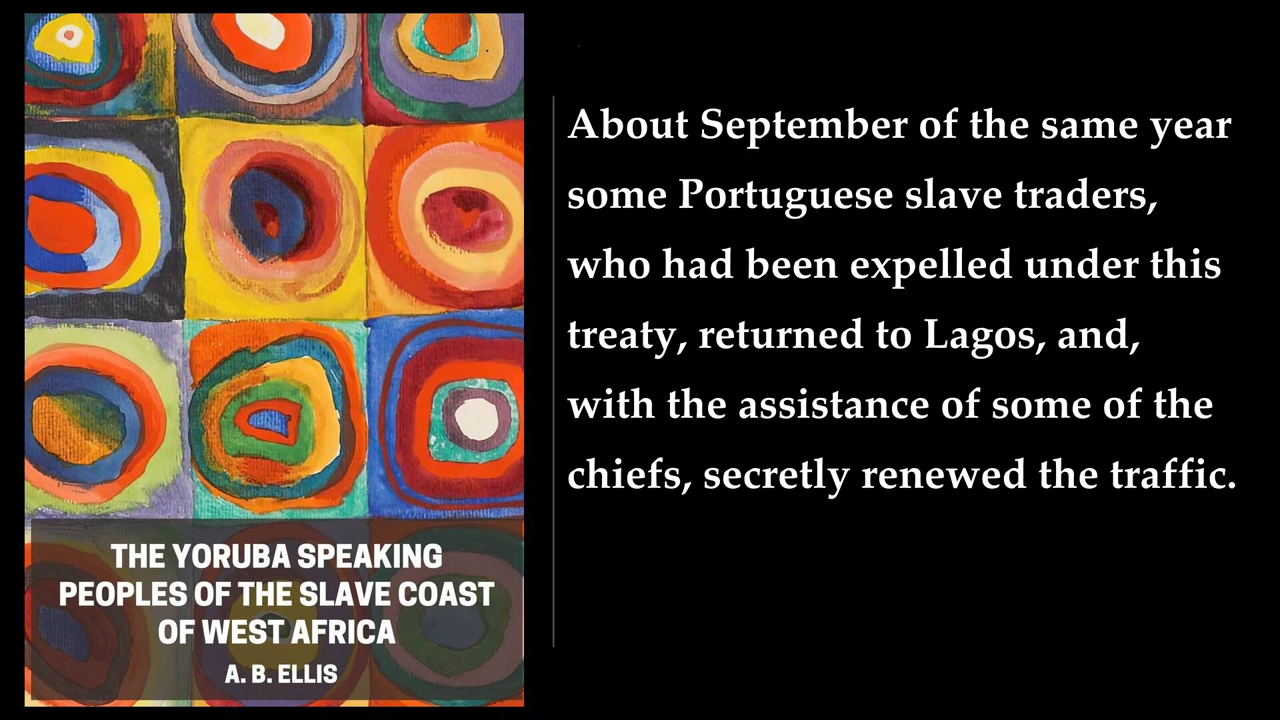 THE YORUBA SPEAKING
PEOPLES OF THE SLAVE COAST
OF WEST AFRICA
A. B. ELLIS
About September of the same year
some Portuguese slave traders,
who had been expelled under this
treaty, returned to Lagos, and,
with the assistance of some of the
chiefs, secretly renewed the traffic.